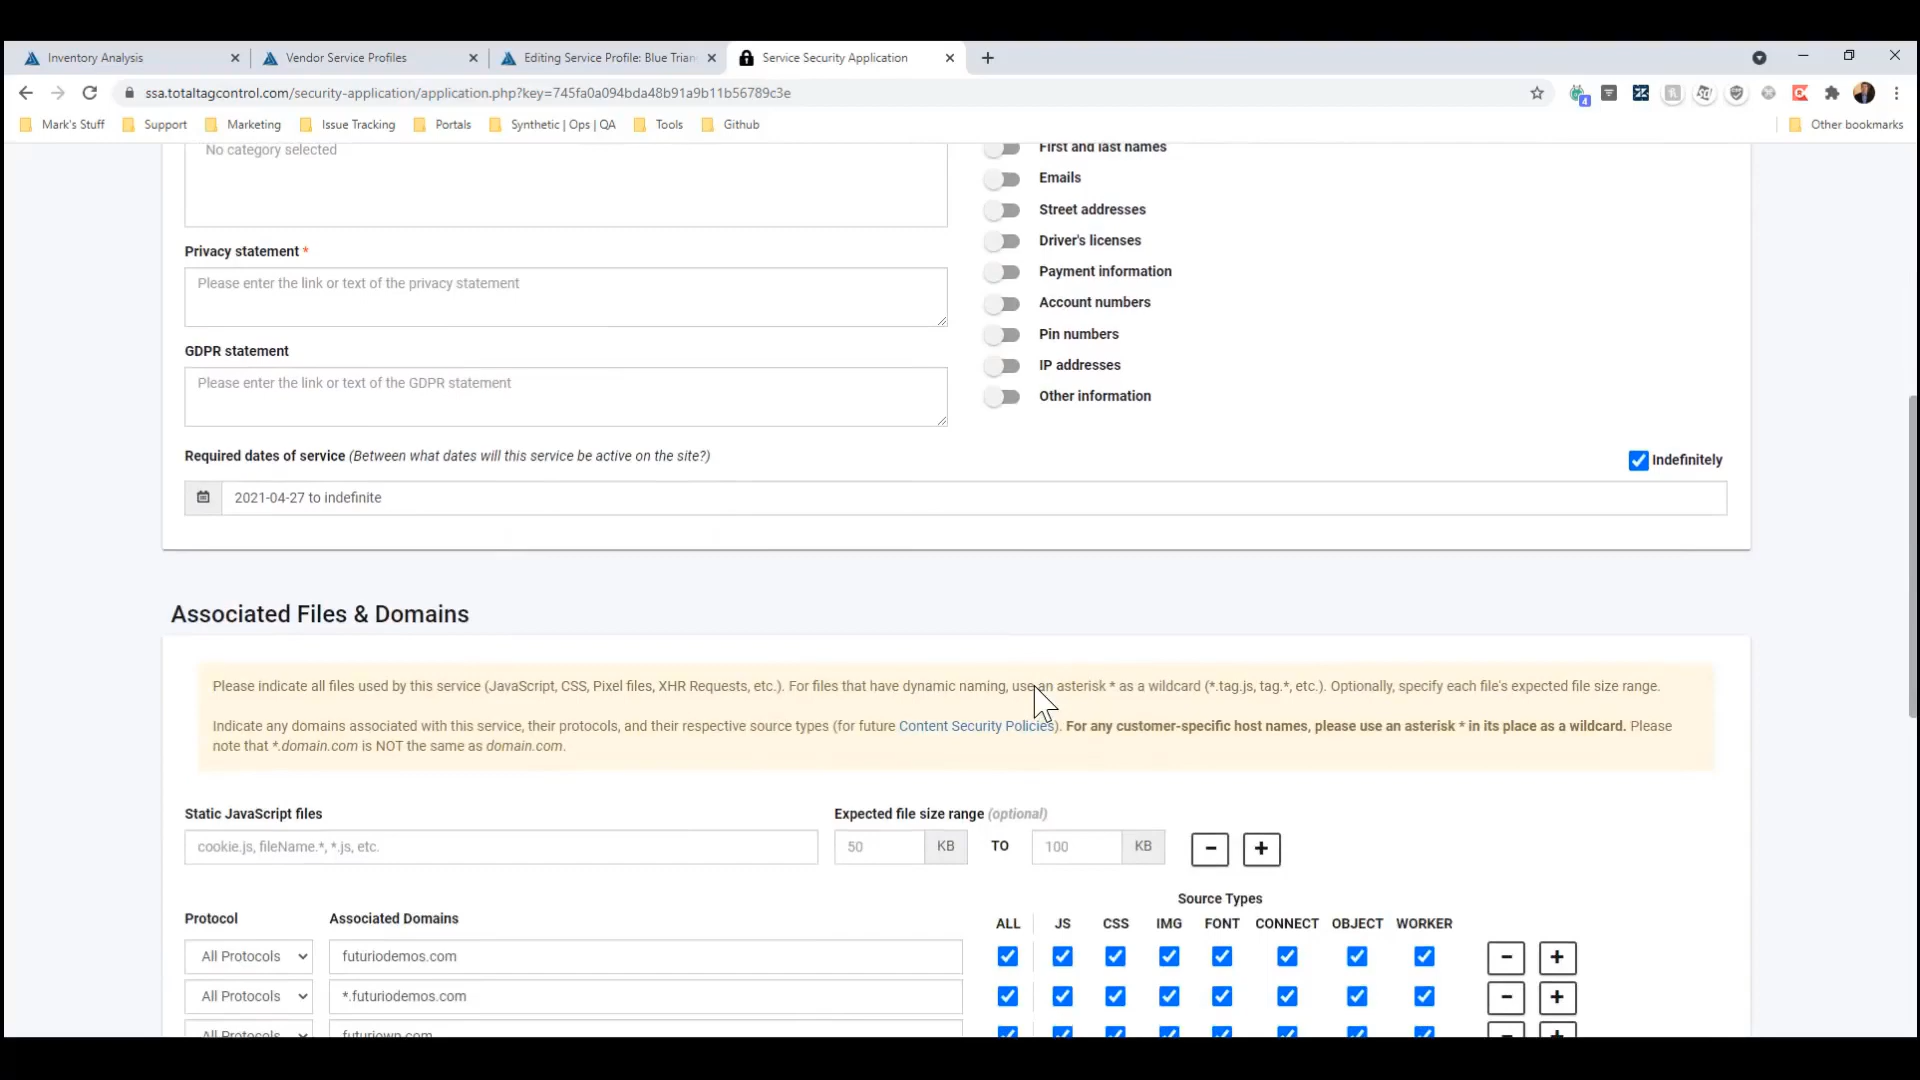 Inventory Analysis
Vendor Service Profiles
Editing Service Profile: Blue Trian
Service Security Application
ssa.totaltagcontrol.com/security-application/application.php?key=745fa0a094bda48b91a9b11b56789c3e
4
Mark's Stuff
Support
Marketing
Issue Tracking
Portals
Synthetic | Ops | QA
Tools
Github
Other bookmarks
No category selected
First and last names
Emails
Street addresses
Driver's licenses
Payment information
Account numbers
Pin numbers
IP addresses
Other information
Privacy statement *
Please enter the link or text of the privacy statement
GDPR statement
Please enter the link or text of the GDPR statement
Required dates of service (Between what dates will this service be active on the site?)
Indefinitely
2021-04-27 to indefinite
Associated Files & Domains
Please indicate all files used by this service (JavaScript, CSS, Pixel files, XHR Requests, etc.). For files that have dynamic naming, use an asterisk * as a wildcard (*.tag.js, tag.*, etc.). Optionally, specify each file's expected file size range.
Indicate any domains associated with this service, their protocols, and their respective source types (for future Content Security Policies). For any customer-specific host names, please use an asterisk * in its place as a wildcard. Please
note that *.domain.com is NOT the same as domain.com.
Static JavaScript files
Expected file size range (optional)
cookie.js, fileName.*, *.js, etc.
50 KB TO 100 KB - +
Source Types
Protocol Associated Domains ALL JS CSS IMG FONT CONNECT OBJECT WORKER
All Protocols futuriodemos.com - +
All Protocols *.futuriodemos.com - +
All Protocols futuriowp.com - +